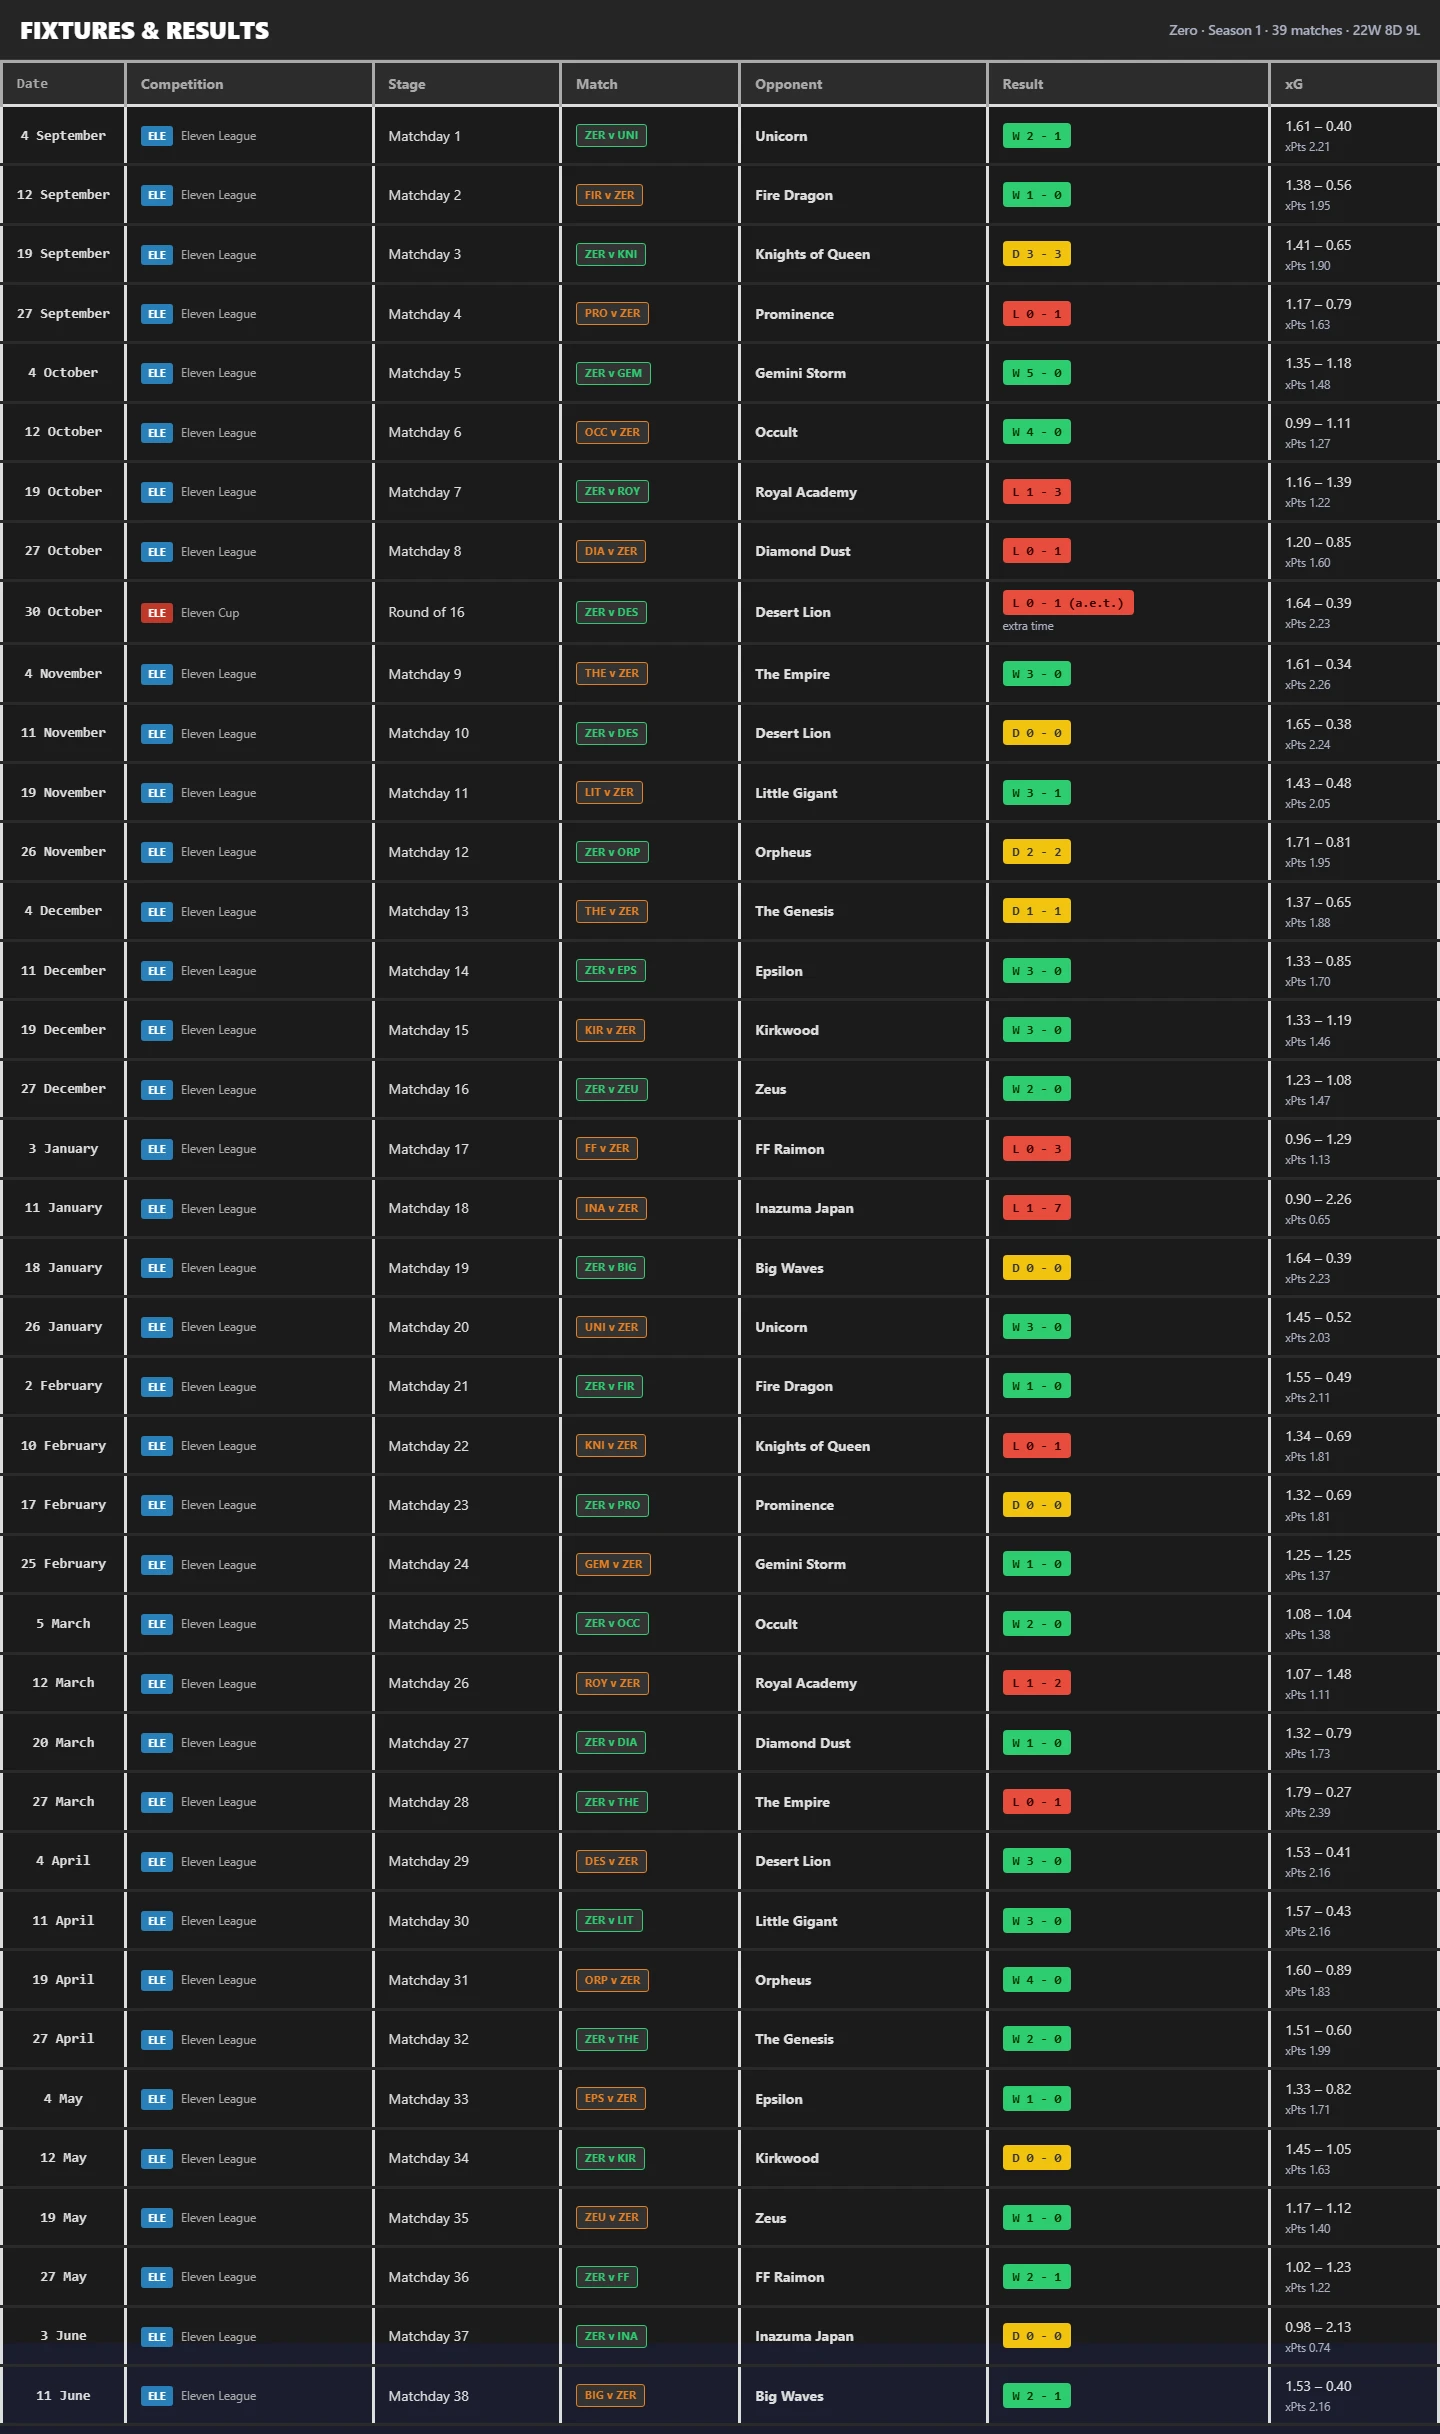 FIXTURES & RESULTS
Zero · Season 1 · 39 matches · 22W 8D 9L
Date Competition Stage Match Opponent Result xG
4 September ELE Eleven League Matchday 1 ZER v UNI Unicorn W 2 - 1 1.61 – 0.40
xPts 2.21
12 September ELE Eleven League Matchday 2 FIR v ZER Fire Dragon W 1 - 0 1.38 – 0.56
xPts 1.95
19 September ELE Eleven League Matchday 3 ZER v KNI Knights of Queen D 3 - 3 1.41 – 0.65
xPts 1.90
27 September ELE Eleven League Matchday 4 PRO v ZER Prominence L 0 - 1 1.17 – 0.79
xPts 1.63
4 October ELE Eleven League Matchday 5 ZER v GEM Gemini Storm W 5 - 0 1.35 – 1.18
xPts 1.48
12 October ELE Eleven League Matchday 6 OCC v ZER Occult W 4 - 0 0.99 – 1.11
xPts 1.27
19 October ELE Eleven League Matchday 7 ZER v ROY Royal Academy L 1 - 3 1.16 – 1.39
xPts 1.22
27 October ELE Eleven League Matchday 8 DIA v ZER Diamond Dust L 0 - 1 1.20 – 0.85
xPts 1.60
30 October ELE Eleven Cup Round of 16 ZER v DES Desert Lion L 0 - 1 (a.e.t.) 1.64 – 0.39
extra time xPts 2.23
4 November ELE Eleven League Matchday 9 THE v ZER The Empire W 3 - 0 1.61 – 0.34
xPts 2.26
11 November ELE Eleven League Matchday 10 ZER v DES Desert Lion D 0 - 0 1.65 – 0.38
xPts 2.24
19 November ELE Eleven League Matchday 11 LIT v ZER Little Gigant W 3 - 1 1.43 – 0.48
xPts 2.05
26 November ELE Eleven League Matchday 12 ZER v ORP Orpheus D 2 - 2 1.71 – 0.81
xPts 1.95
4 December ELE Eleven League Matchday 13 THE v ZER The Genesis D 1 - 1 1.37 – 0.65
xPts 1.88
11 December ELE Eleven League Matchday 14 ZER v EPS Epsilon W 3 - 0 1.33 – 0.85
xPts 1.70
19 December ELE Eleven League Matchday 15 KIR v ZER Kirkwood W 3 - 0 1.33 – 1.19
xPts 1.46
27 December ELE Eleven League Matchday 16 ZER v ZEU Zeus W 2 - 0 1.23 – 1.08
xPts 1.47
3 January ELE Eleven League Matchday 17 FF v ZER FF Raimon L 0 - 3 0.96 – 1.29
xPts 1.13
11 January ELE Eleven League Matchday 18 INA v ZER Inazuma Japan L 1 - 7 0.90 – 2.26
xPts 0.65
18 January ELE Eleven League Matchday 19 ZER v BIG Big Waves D 0 - 0 1.64 – 0.39
xPts 2.23
26 January ELE Eleven League Matchday 20 UNI v ZER Unicorn W 3 - 0 1.45 – 0.52
xPts 2.03
2 February ELE Eleven League Matchday 21 ZER v FIR Fire Dragon W 1 - 0 1.55 – 0.49
xPts 2.11
10 February ELE Eleven League Matchday 22 KNI v ZER Knights of Queen L 0 - 1 1.34 – 0.69
xPts 1.81
17 February ELE Eleven League Matchday 23 ZER v PRO Prominence D 0 - 0 1.32 – 0.69
xPts 1.81
25 February ELE Eleven League Matchday 24 GEM v ZER Gemini Storm W 1 - 0 1.25 – 1.25
xPts 1.37
5 March ELE Eleven League Matchday 25 ZER v OCC Occult W 2 - 0 1.08 – 1.04
xPts 1.38
12 March ELE Eleven League Matchday 26 ROY v ZER Royal Academy L 1 - 2 1.07 – 1.48
xPts 1.11
20 March ELE Eleven League Matchday 27 ZER v DIA Diamond Dust W 1 - 0 1.32 – 0.79
xPts 1.73
27 March ELE Eleven League Matchday 28 ZER v THE The Empire L 0 - 1 1.79 – 0.27
xPts 2.39
4 April ELE Eleven League Matchday 29 DES v ZER Desert Lion W 3 - 0 1.53 – 0.41
xPts 2.16
11 April ELE Eleven League Matchday 30 ZER v LIT Little Gigant W 3 - 0 1.57 – 0.43
xPts 2.16
19 April ELE Eleven League Matchday 31 ORP v ZER Orpheus W 4 - 0 1.60 – 0.89
xPts 1.83
27 April ELE Eleven League Matchday 32 ZER v THE The Genesis W 2 - 0 1.51 – 0.60
xPts 1.99
4 May ELE Eleven League Matchday 33 EPS v ZER Epsilon W 1 - 0 1.33 – 0.82
xPts 1.71
12 May ELE Eleven League Matchday 34 ZER v KIR Kirkwood D 0 - 0 1.45 – 1.05
xPts 1.63
19 May ELE Eleven League Matchday 35 ZEU v ZER Zeus W 1 - 0 1.17 – 1.12
xPts 1.40
27 May ELE Eleven League Matchday 36 ZER v FF FF Raimon W 2 - 1 1.02 – 1.23
xPts 1.22
3 June ELE Eleven League Matchday 37 ZER v INA Inazuma Japan D 0 - 0 0.98 – 2.13
xPts 0.74
11 June ELE Eleven League Matchday 38 BIG v ZER Big Waves W 2 - 1 1.53 – 0.40
xPts 2.16